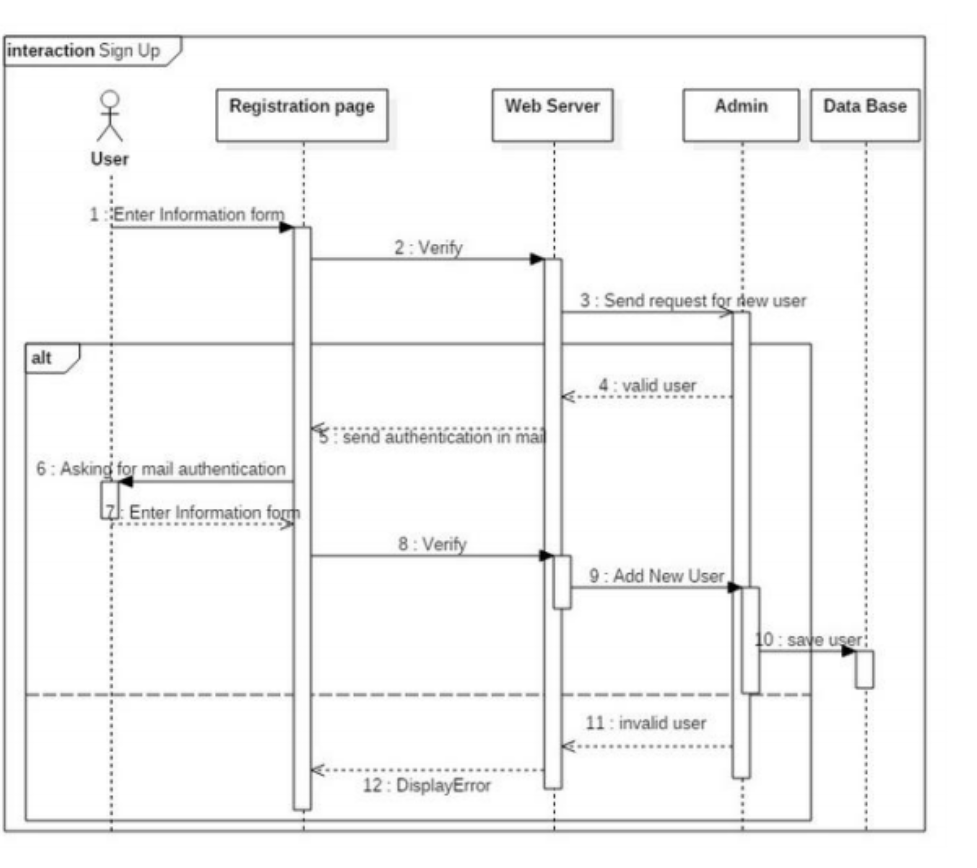 interaction Sign Up
User
Registration page
Web Server
Admin
Data Base
1 : Enter Information form
2 : Verify
3 : Send request for new user
alt
4 : valid user
5 : send authentication in mail
6 : Asking for mail authentication
7 : Enter Information form
8 : Verify
9 : Add New User
10 : save user
11 : invalid user
12 : DisplayError